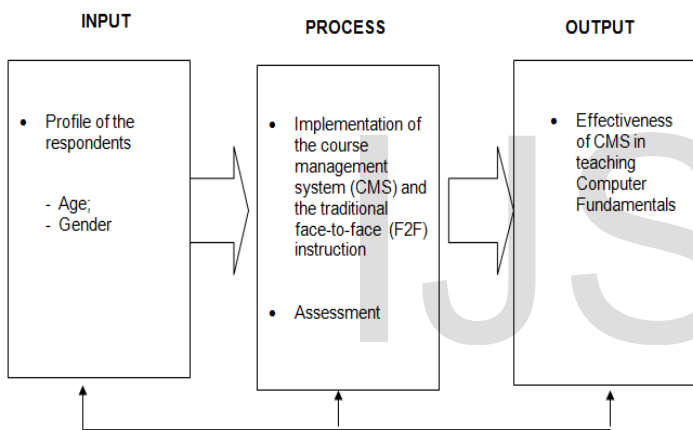 INPUT
PROCESS
OUTPUT
• Profile of the
respondents
- Age;
- Gender
• Implementation of
the course
management
system (CMS) and
the traditional
face-to-face (F2F)
instruction
• Assessment
• Effectiveness
of CMS in
teaching
Computer
Fundamentals
IJS